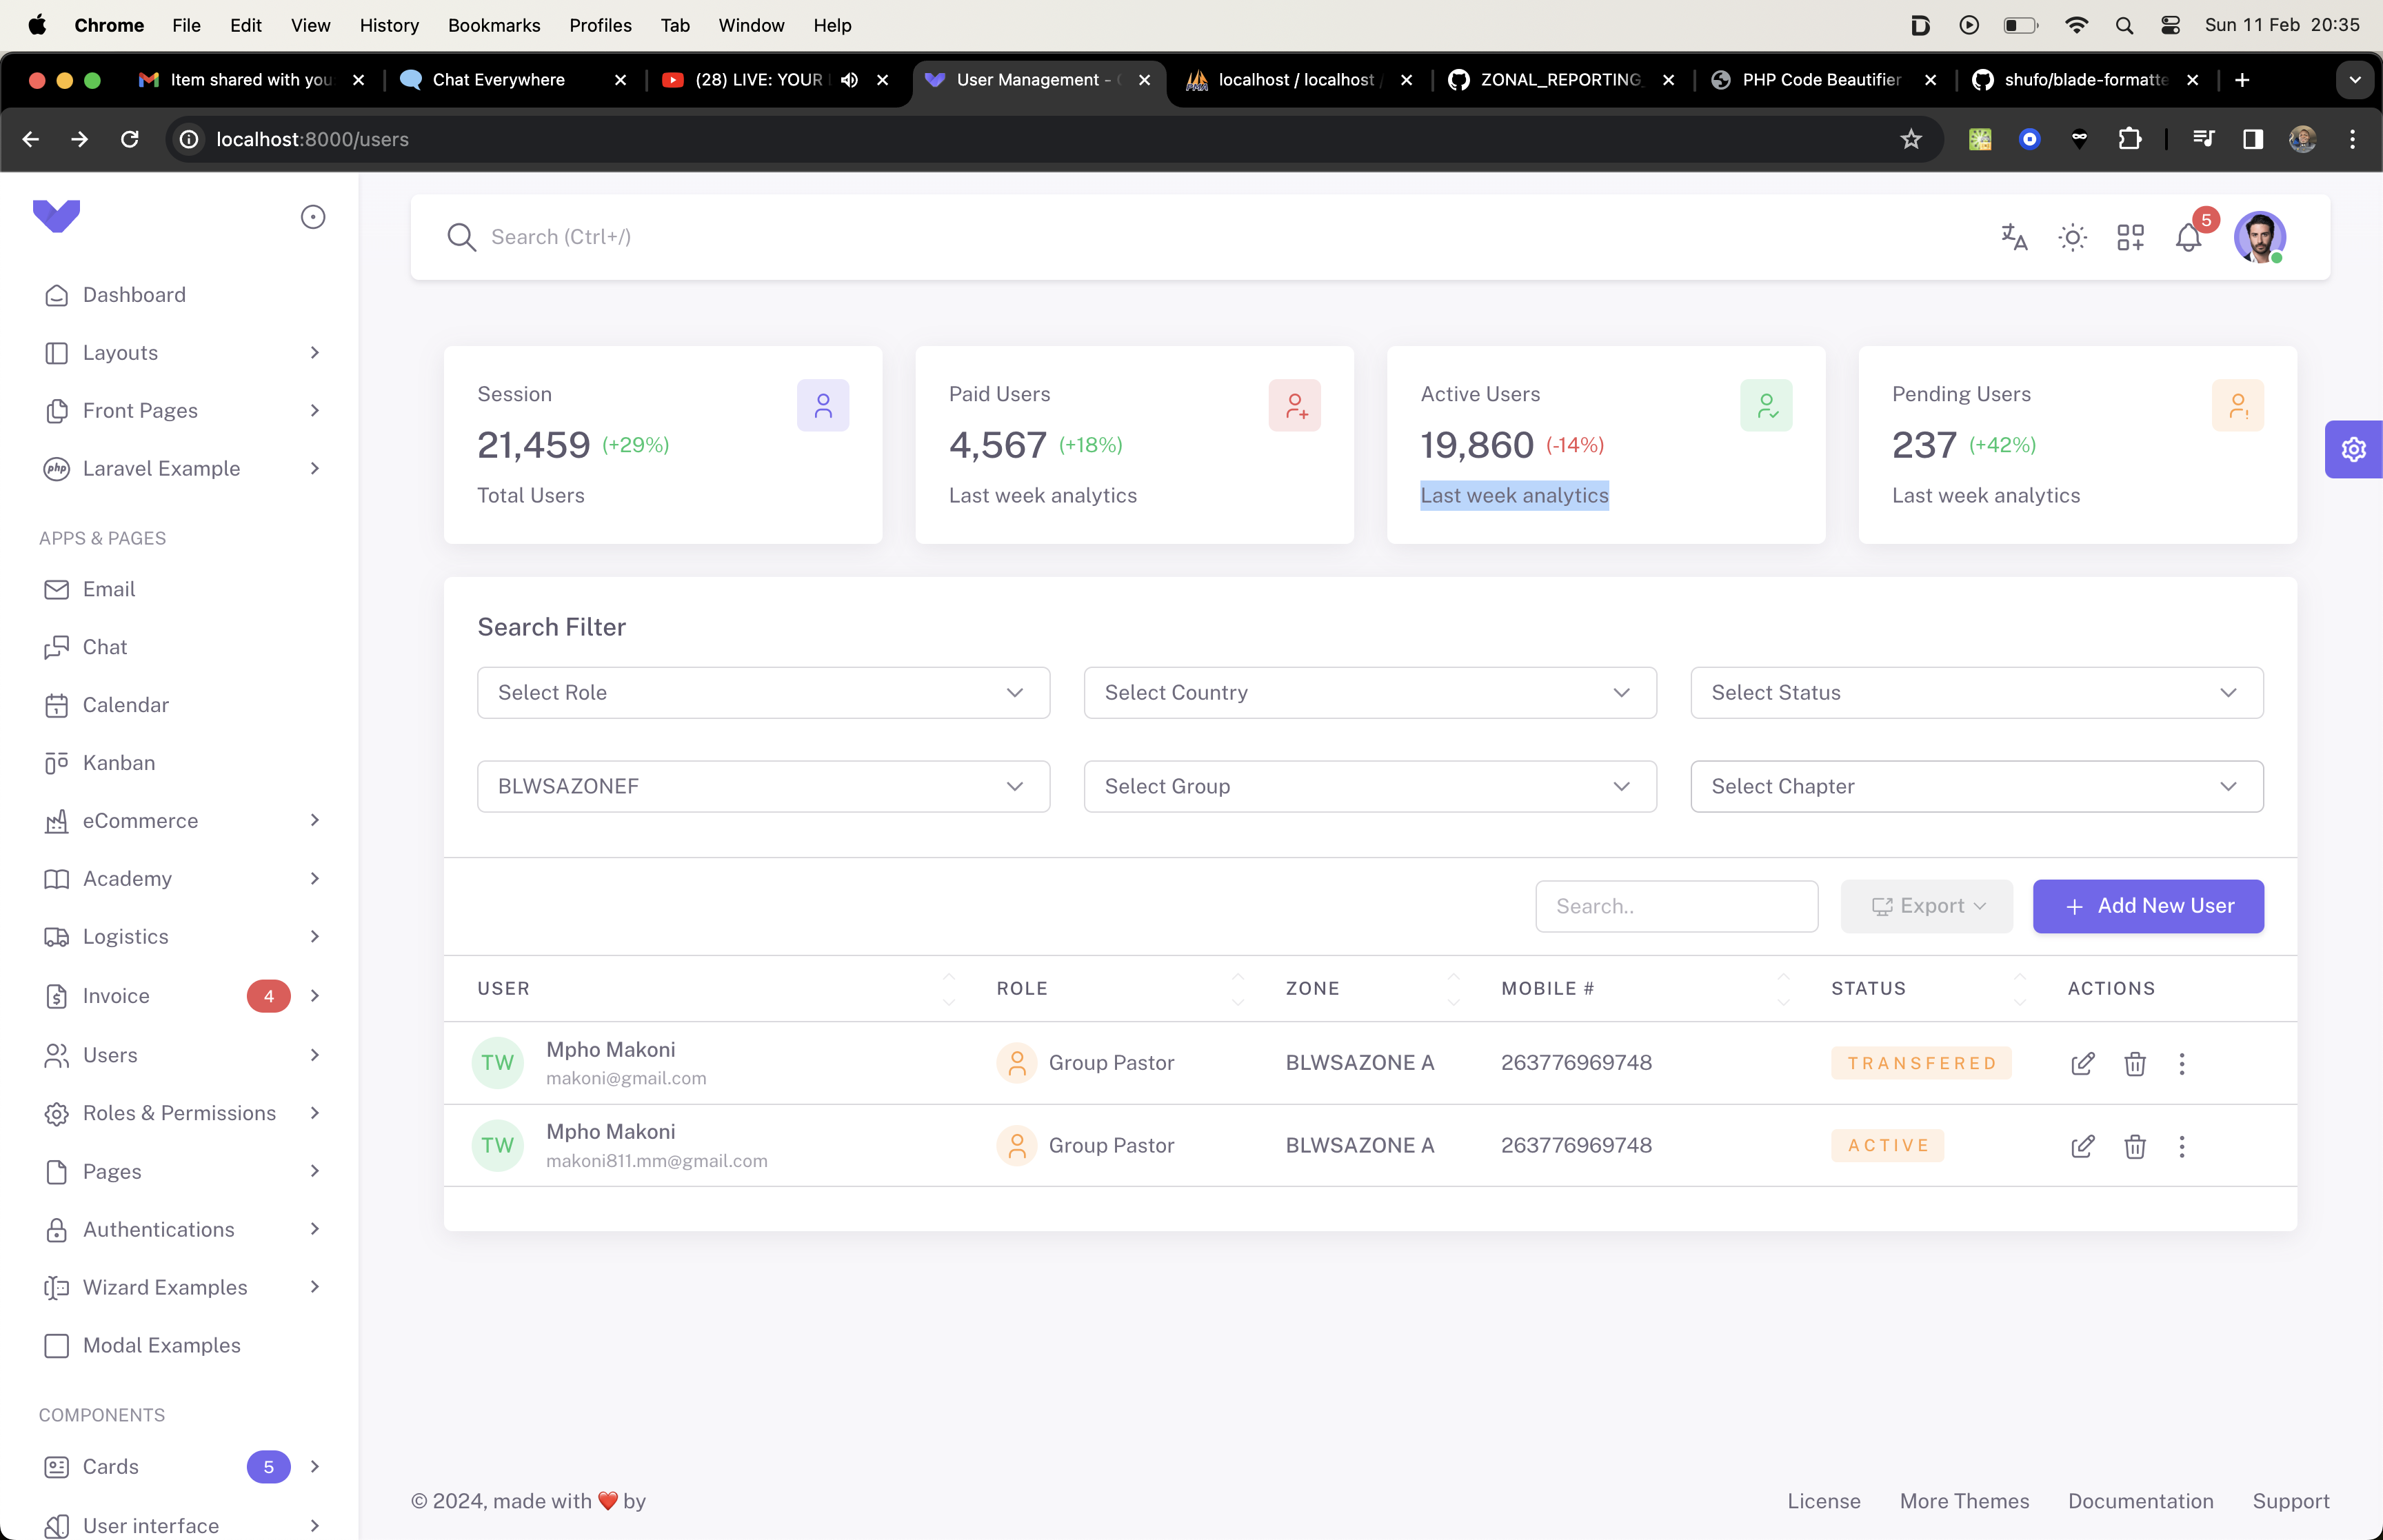 Chrome File Edit View History Bookmarks Profiles Tab Window Help Sun 11 Feb 20:35
Item shared with you Chat Everywhere (28) LIVE: YOUR User Management - localhost / localhost / ZONAL_REPORTING_ PHP Code Beautifier shufo/blade-formatte
localhost:8000/users
Search (Ctrl+/) 5
Dashboard
Layouts
Front Pages
php Laravel Example
APPS & PAGES
Email
Chat
Calendar
Kanban
eCommerce
Academy
Logistics
Invoice 4
Users
Roles & Permissions
Pages
Authentications
Wizard Examples
Modal Examples
COMPONENTS
Cards 5
User interface
Session
21,459 (+29%)
Total Users
Paid Users
4,567 (+18%)
Last week analytics
Active Users
19,860 (-14%)
Last week analytics
Pending Users
237 (+42%)
Last week analytics
Search Filter
Select Role Select Country Select Status
BLWSAZONEF Select Group Select Chapter
Search.. Export + Add New User
USER ROLE ZONE MOBILE # STATUS ACTIONS
TW Mpho Makoni Group Pastor BLWSAZONE A 263776969748 TRANSFERED
makoni@gmail.com
TW Mpho Makoni Group Pastor BLWSAZONE A 263776969748 ACTIVE
makoni811.mm@gmail.com
© 2024, made with ❤️ by License More Themes Documentation Support